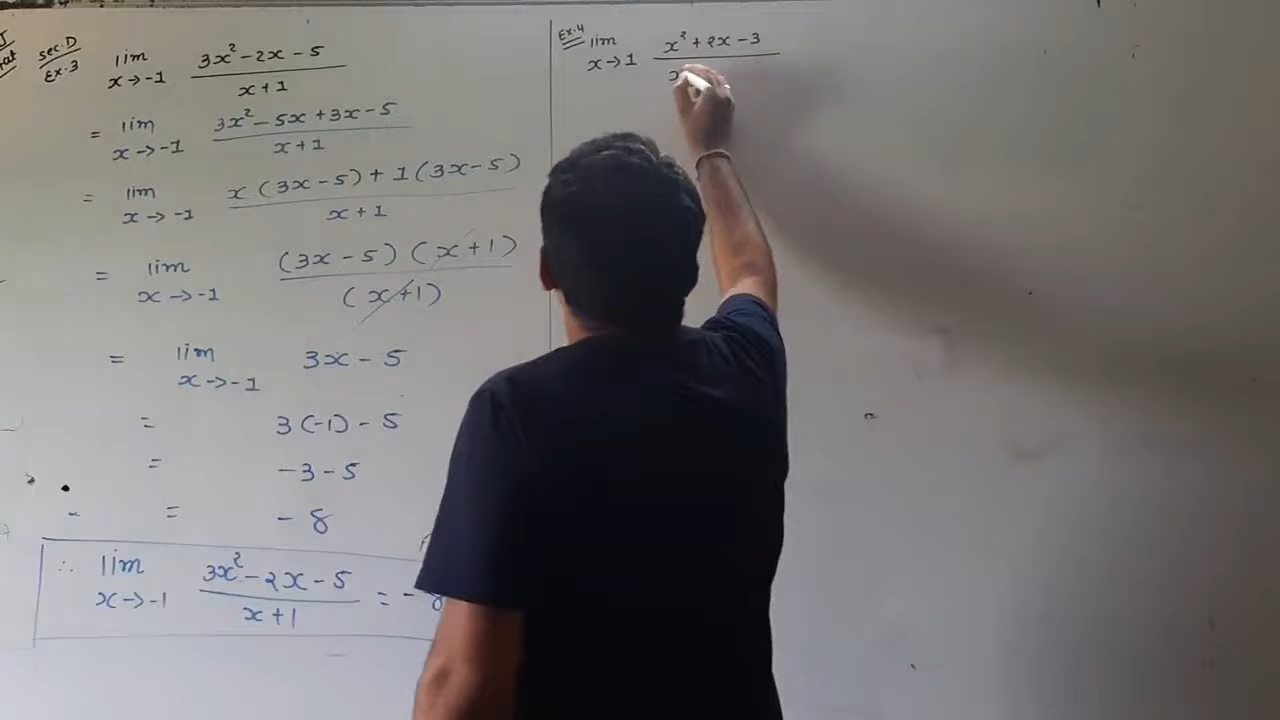 Sec.D
Ex.3 lim x→-1 3x² - 2x - 5 / x + 1
= lim x→-1 3x² - 5x + 3x - 5 / x + 1
= lim x→-1 x(3x - 5) + 1(3x - 5) / x + 1
= lim x→-1 (3x - 5)(x + 1) / (x + 1)
= lim x→-1 3x - 5
= 3(-1) - 5
= -3 - 5
= -8
∴ lim x→-1 3x² - 2x - 5 / x + 1 = -8
Ex.4 lim x→1 x² + 2x - 3 / x